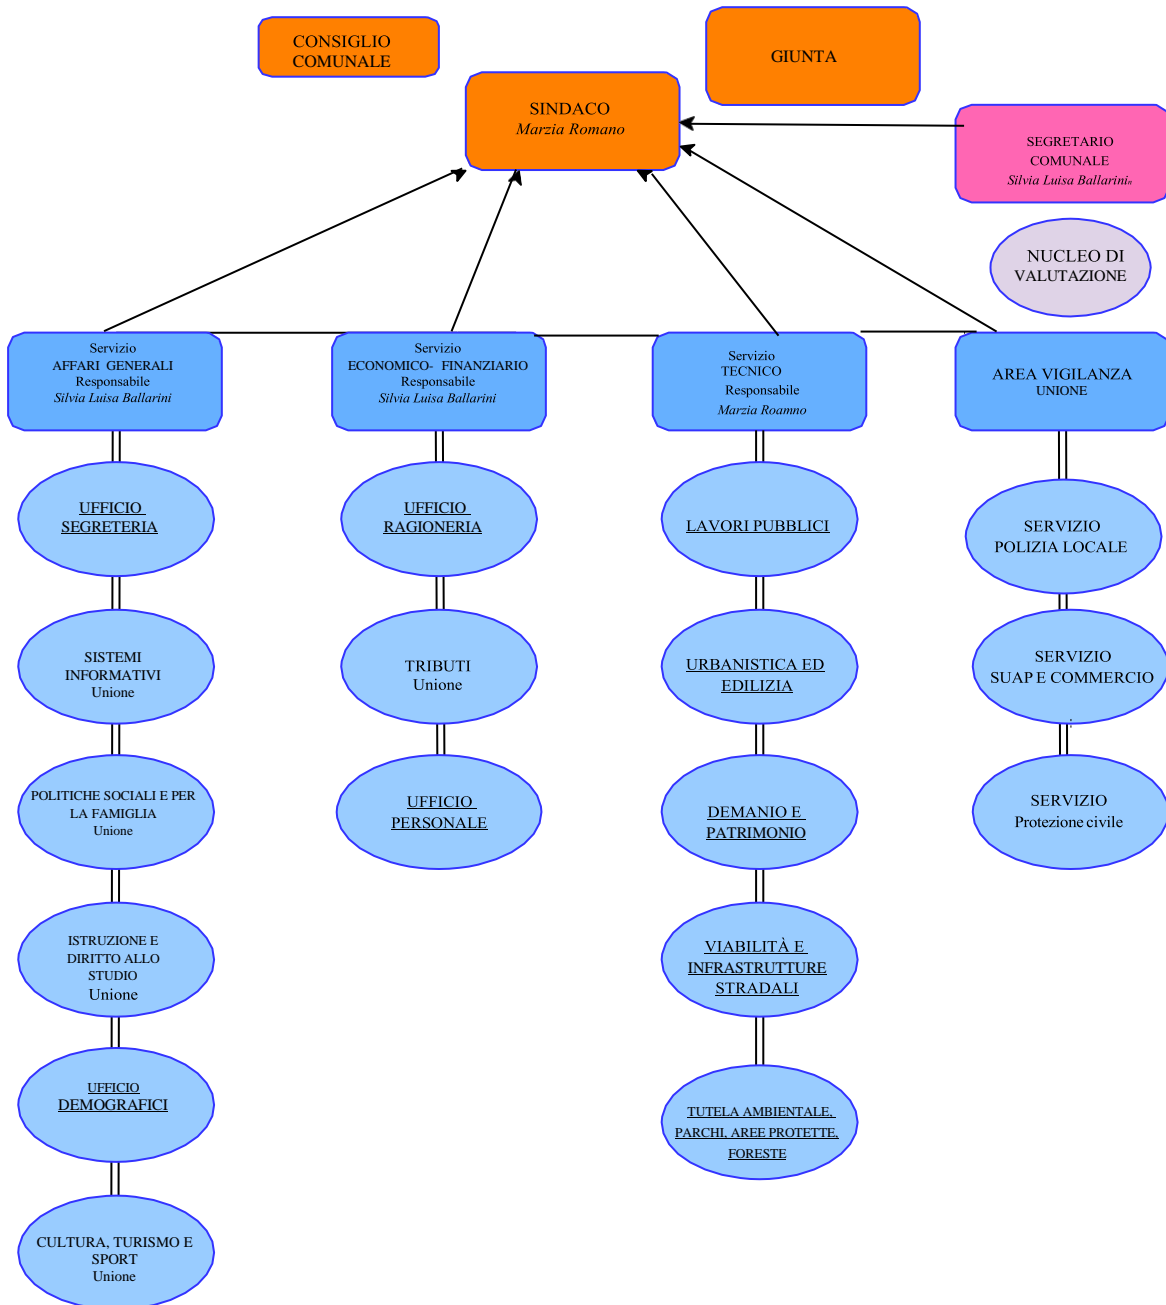 CONSIGLIO
COMUNALE
GIUNTA
SINDACO
Marzia Romano
SEGRETARIO
COMUNALE
Silvia Luisa Ballarini
NUCLEO DI
VALUTAZIONE
Servizio
AFFARI GENERALI
Responsabile
Silvia Luisa Ballarini
Servizio
ECONOMICO- FINANZIARIO
Responsabile
Silvia Luisa Ballarini
Servizio
TECNICO
Responsabile
Marzia Roamno
AREA VIGILANZA
UNIONE
UFFICIO
SEGRETERIA
SISTEMI
INFORMATIVI
Unione
POLITICHE SOCIALI E PER
LA FAMIGLIA
Unione
ISTRUZIONE E
DIRITTO ALLO
STUDIO
Unione
UFFICIO
DEMOGRAFICI
CULTURA, TURISMO E
SPORT
Unione
UFFICIO
RAGIONERIA
TRIBUTI
Unione
UFFICIO
PERSONALE
LAVORI PUBBLICI
URBANISTICA ED
EDILIZIA
DEMANIO E
PATRIMONIO
VIABILITÀ E
INFRASTRUTTURE
STRADALI
TUTELA AMBIENTALE,
PARCHI, AREE PROTETTE,
FORESTE
SERVIZIO
POLIZIA LOCALE
SERVIZIO
SUAP E COMMERCIO
SERVIZIO
Protezione civile